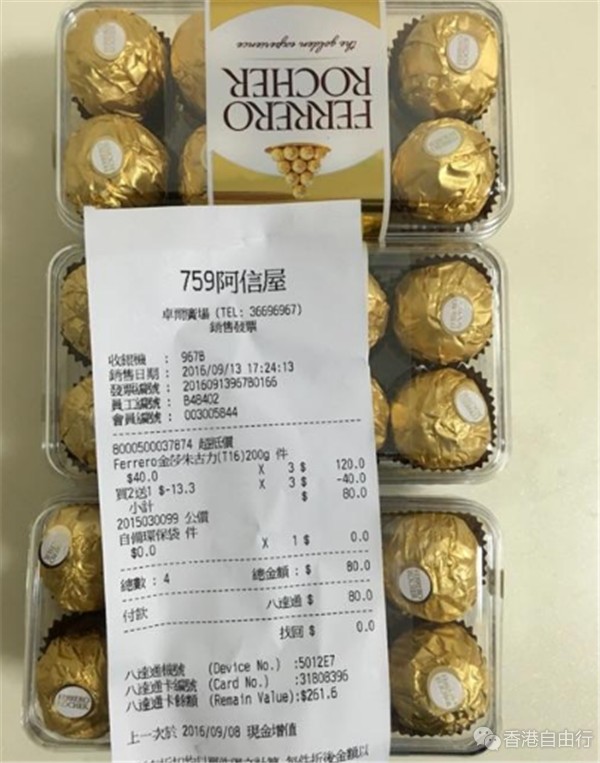 the golden experience
FERRERO
ROCHER
759阿信屋
卓爾廣場 (TEL: 36696967)
銷售發票
收銀機 : 967B
銷售日期 : 2016/09/13 17:24:13
發票編號 : 20160913967B0166
員工編號 : B48402
會員編號 : 003005844
8000500037874 超抵價
Ferrero金莎朱古力(T16)200g 件
$40.0 X 3 $ 120.0
買2送1 $-13.3 X 3 $ -40.0
小計 $ 80.0
2015030099 公價
自備環保袋 件
$0.0 X 1 $ 0.0
總數 : 4 總金額 : $ 80.0
付款 八達通 $ 80.0
找回 $ 0.0
八達通機號 (Device No.) :5012E7
八達通卡編號 (Card No.) :31808396
八達通卡餘額 (Remain Value):$261.6
上一次於 2016/09/08 現金增值
FERRERO
ROCHER
香港自由行